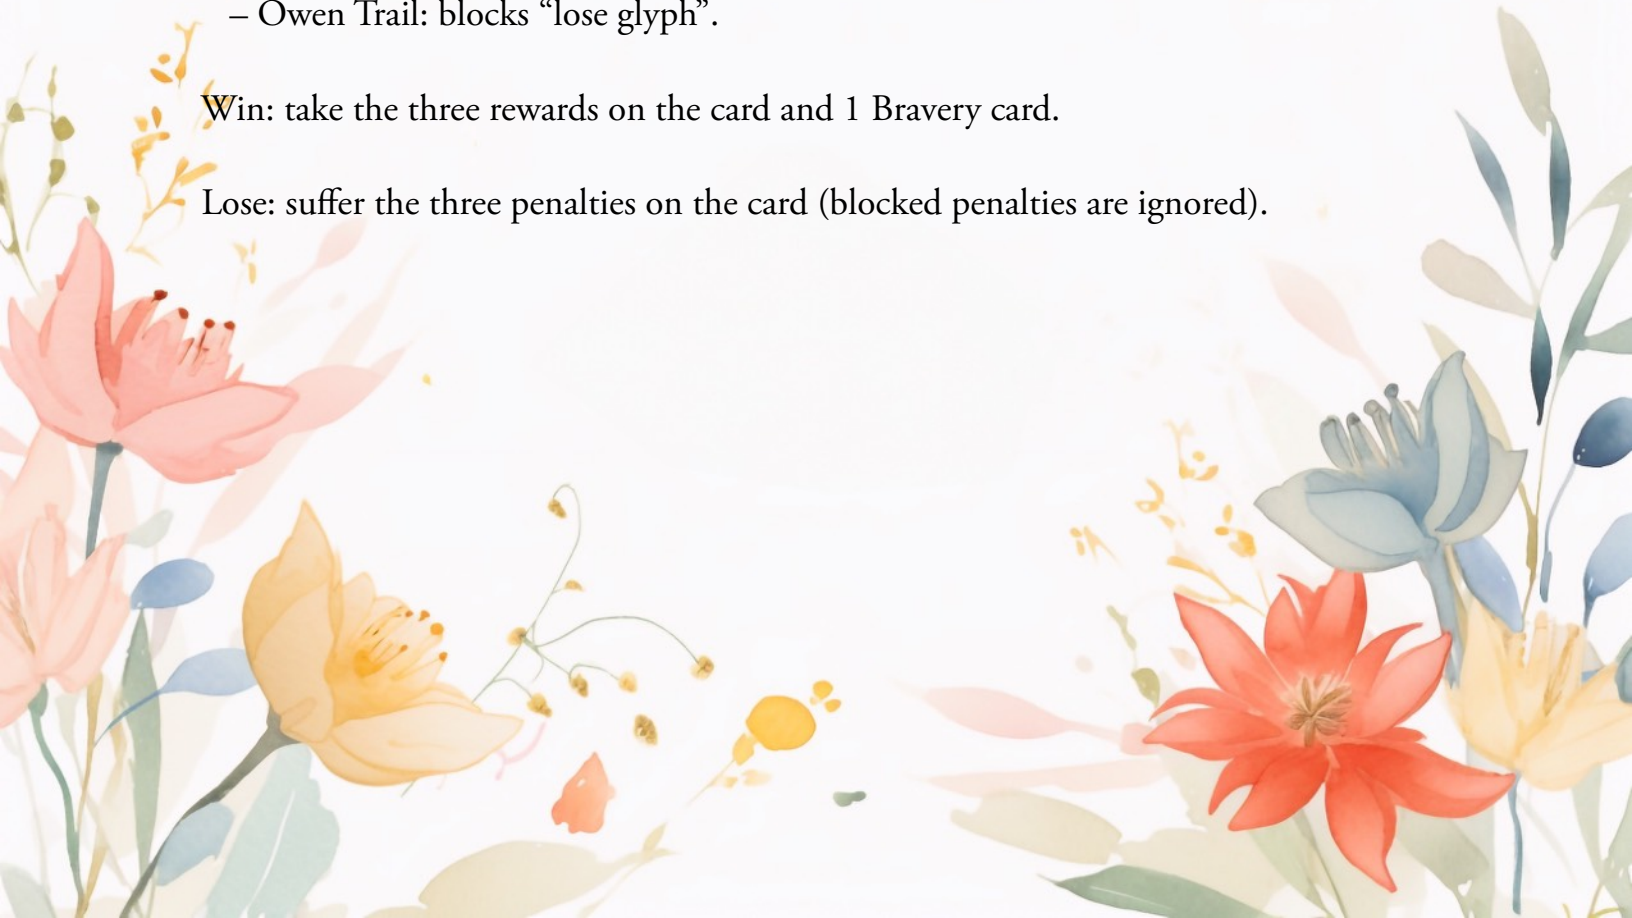 – Owen Trail: blocks “lose glyph”.
Win: take the three rewards on the card and 1 Bravery card.
Lose: suffer the three penalties on the card (blocked penalties are ignored).